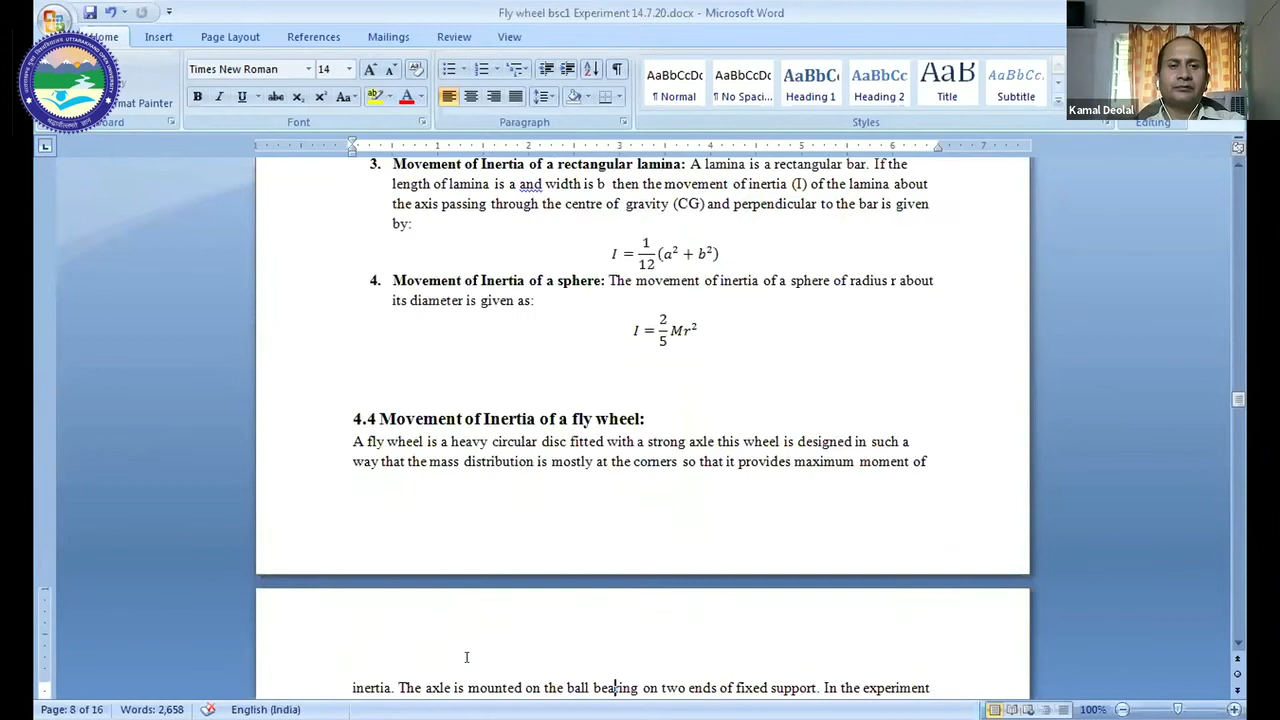 Fly wheel bsc1 Experiment 14.7.20.docx - Microsoft Word
Home Insert Page Layout References Mailings Review View
Times New Roman 14
AaBbCcDc AaBbCcDc AaBbC AaBbCc AaB AaBbCc
Format Painter
¶ Normal ¶ No Spaci... Heading 1 Heading 2 Title Subtitle
Font Paragraph Styles Editing
Kamal Deolal
3. Movement of Inertia of a rectangular lamina: A lamina is a rectangular bar. If the
length of lamina is a and width is b then the movement of inertia (I) of the lamina about
the axis passing through the centre of gravity (CG) and perpendicular to the bar is given
by:
I = 1/12 (a² + b²)
4. Movement of Inertia of a sphere: The movement of inertia of a sphere of radius r about
its diameter is given as:
I = 2/5 Mr²
4.4 Movement of Inertia of a fly wheel:
A fly wheel is a heavy circular disc fitted with a strong axle this wheel is designed in such a
way that the mass distribution is mostly at the corners so that it provides maximum moment of
inertia. The axle is mounted on the ball bearing on two ends of fixed support. In the experiment
Page: 8 of 16 Words: 2,658 English (India) 100%